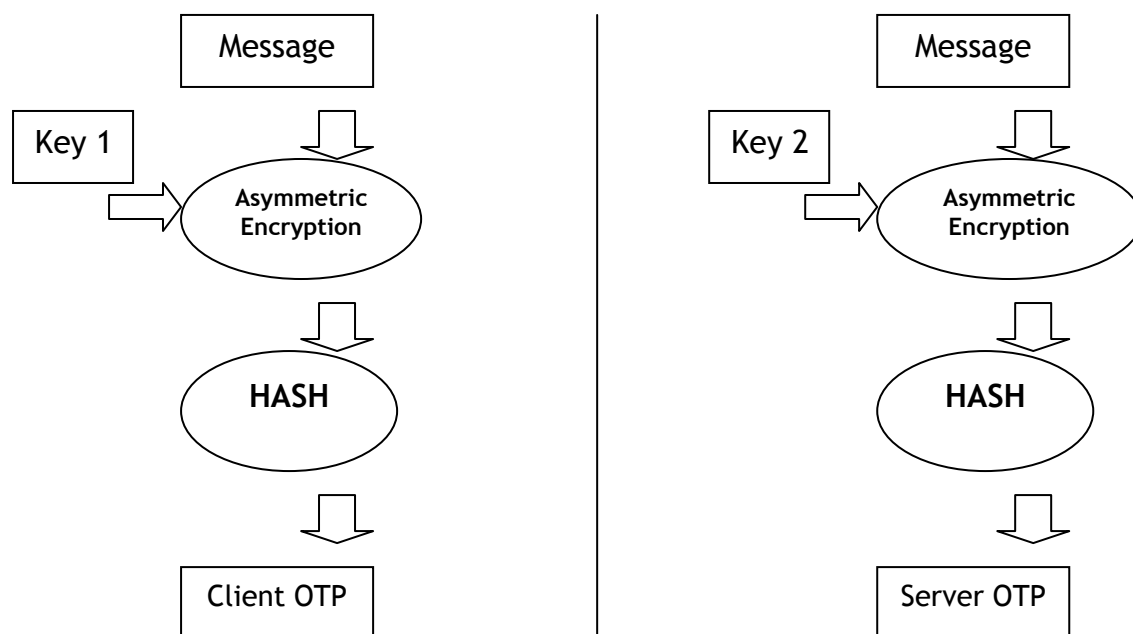 Message
Key 1
Asymmetric
Encryption
HASH
Client OTP
Message
Key 2
Asymmetric
Encryption
HASH
Server OTP